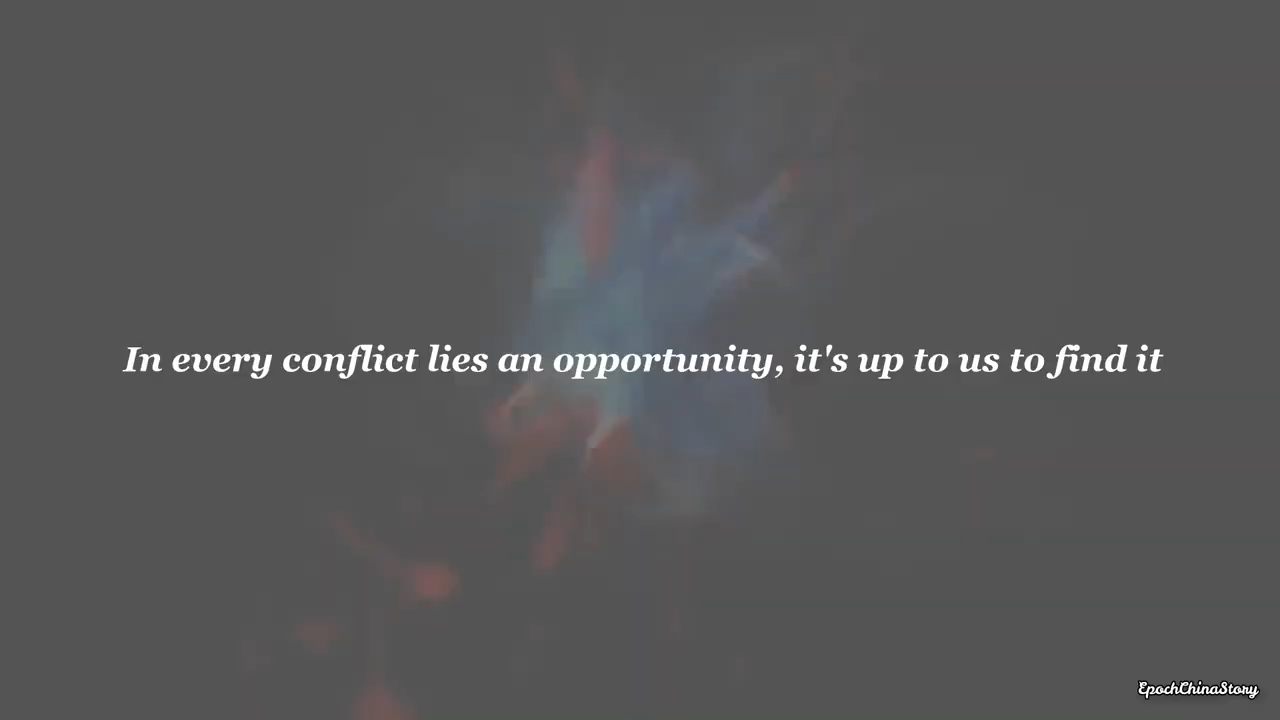 In every conflict lies an opportunity, it's up to us to find it
EpochChinaStory